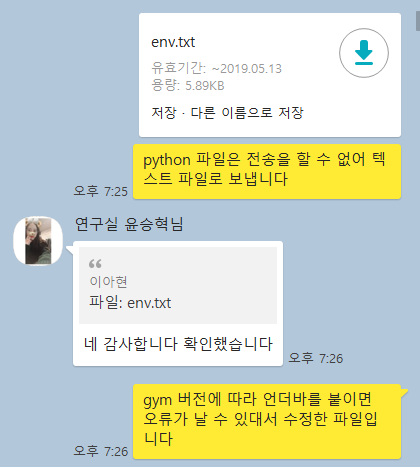 env.txt
유효기간: ~2019.05.13
용량: 5.89KB
저장 · 다른 이름으로 저장
python 파일은 전송을 할 수 없어 텍
스트 파일로 보냅니다
오후 7:25
연구실 윤승혁님
이아현
파일: env.txt
네 감사합니다 확인했습니다
오후 7:26
gym 버전에 따라 언더바를 붙이면
오류가 날 수 있대서 수정한 파일입
니다
오후 7:26